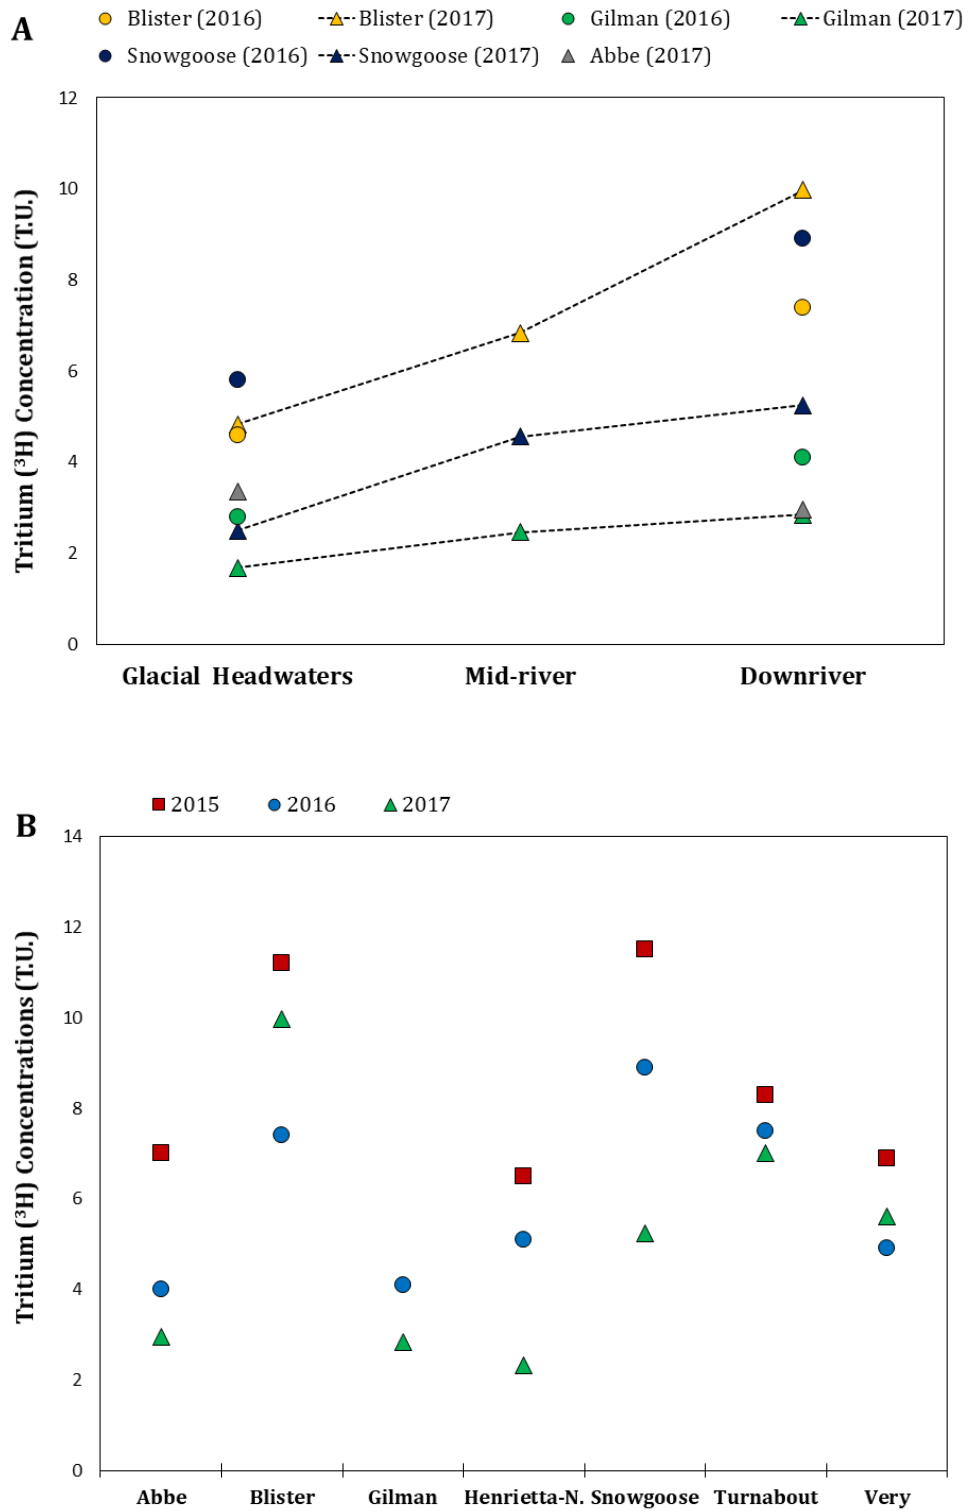 A
Blister (2016) Blister (2017) Gilman (2016) Gilman (2017)
Snowgoose (2016) Snowgoose (2017) Abbe (2017)
Tritium (³H) Concentration (T.U.)
12
10
8
6
4
2
0
Glacial Headwaters Mid-river Downriver
B
2015 2016 2017
Tritium (³H) Concentrations (T.U.)
14
12
10
8
6
4
2
0
Abbe Blister Gilman Henrietta-N. Snowgoose Turnabout Very